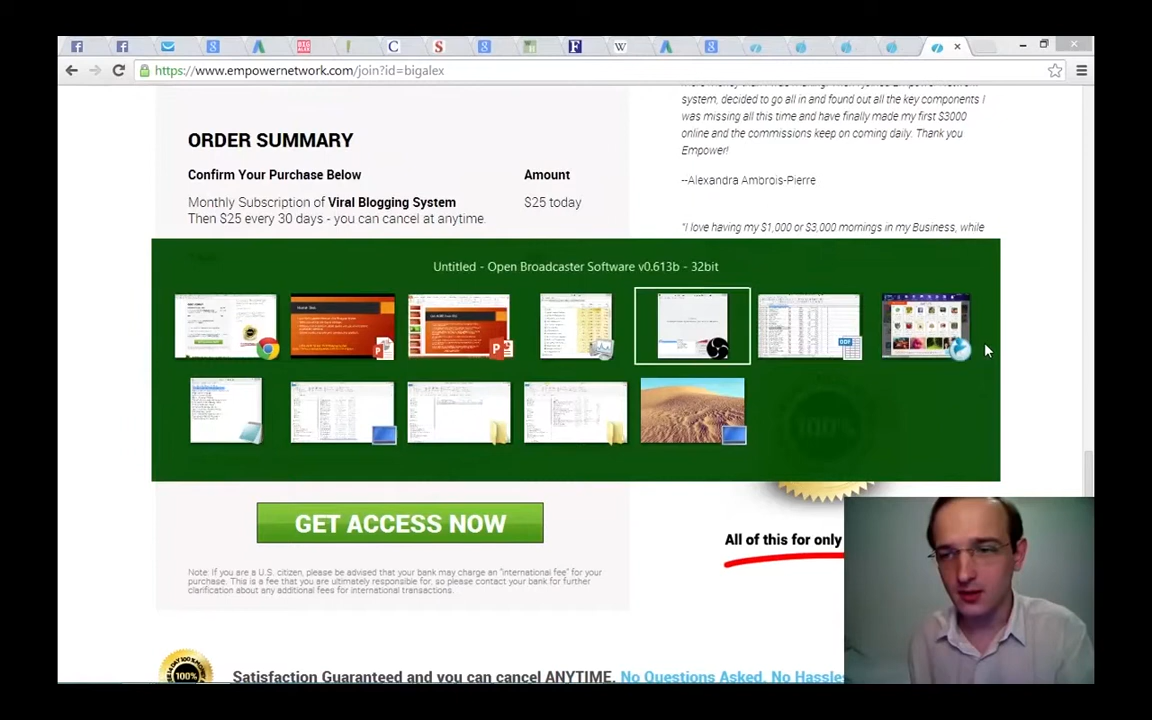 https://www.empowernetwork.com/join?id=bigalex
system, decided to go all in and found out all the key components I
was missing all this time and have finally made my first $3000
online and the commissions keep on coming daily. Thank you
Empower!
--Alexandra Ambrois-Pierre
"I love having my $1,000 or $3,000 mornings in my Business, while
ORDER SUMMARY
Confirm Your Purchase Below Amount
Monthly Subscription of Viral Blogging System $25 today
Then $25 every 30 days - you can cancel at anytime.
Untitled - Open Broadcaster Software v0.613b - 32bit
100%
GET ACCESS NOW
All of this for only
Note: If you are a U.S. citizen, please be advised that your bank may charge an "international fee" for your
purchase. This is a fee that you are ultimately responsible for, so please contact your bank for further
clarification about any additional fees for international transactions.
100%
Satisfaction Guaranteed and you can cancel ANYTIME. No Questions Asked. No Hassles